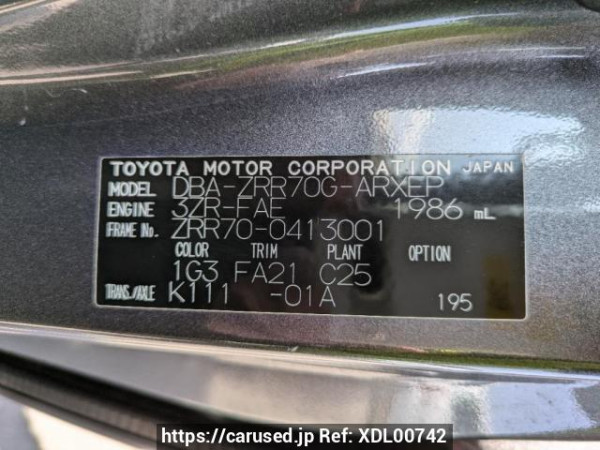 TOYOTA MOTOR CORPORATION JAPAN
MODEL DBA-ZRR70G-ARXEP
ENGINE 3ZR-FAE 1986 mL
FRAME No. ZRR70-0413001
COLOR TRIM PLANT OPTION
1G3 FA21 C25
TRANS./AXLE K111 -01A 195
https://carused.jp Ref: XDL00742